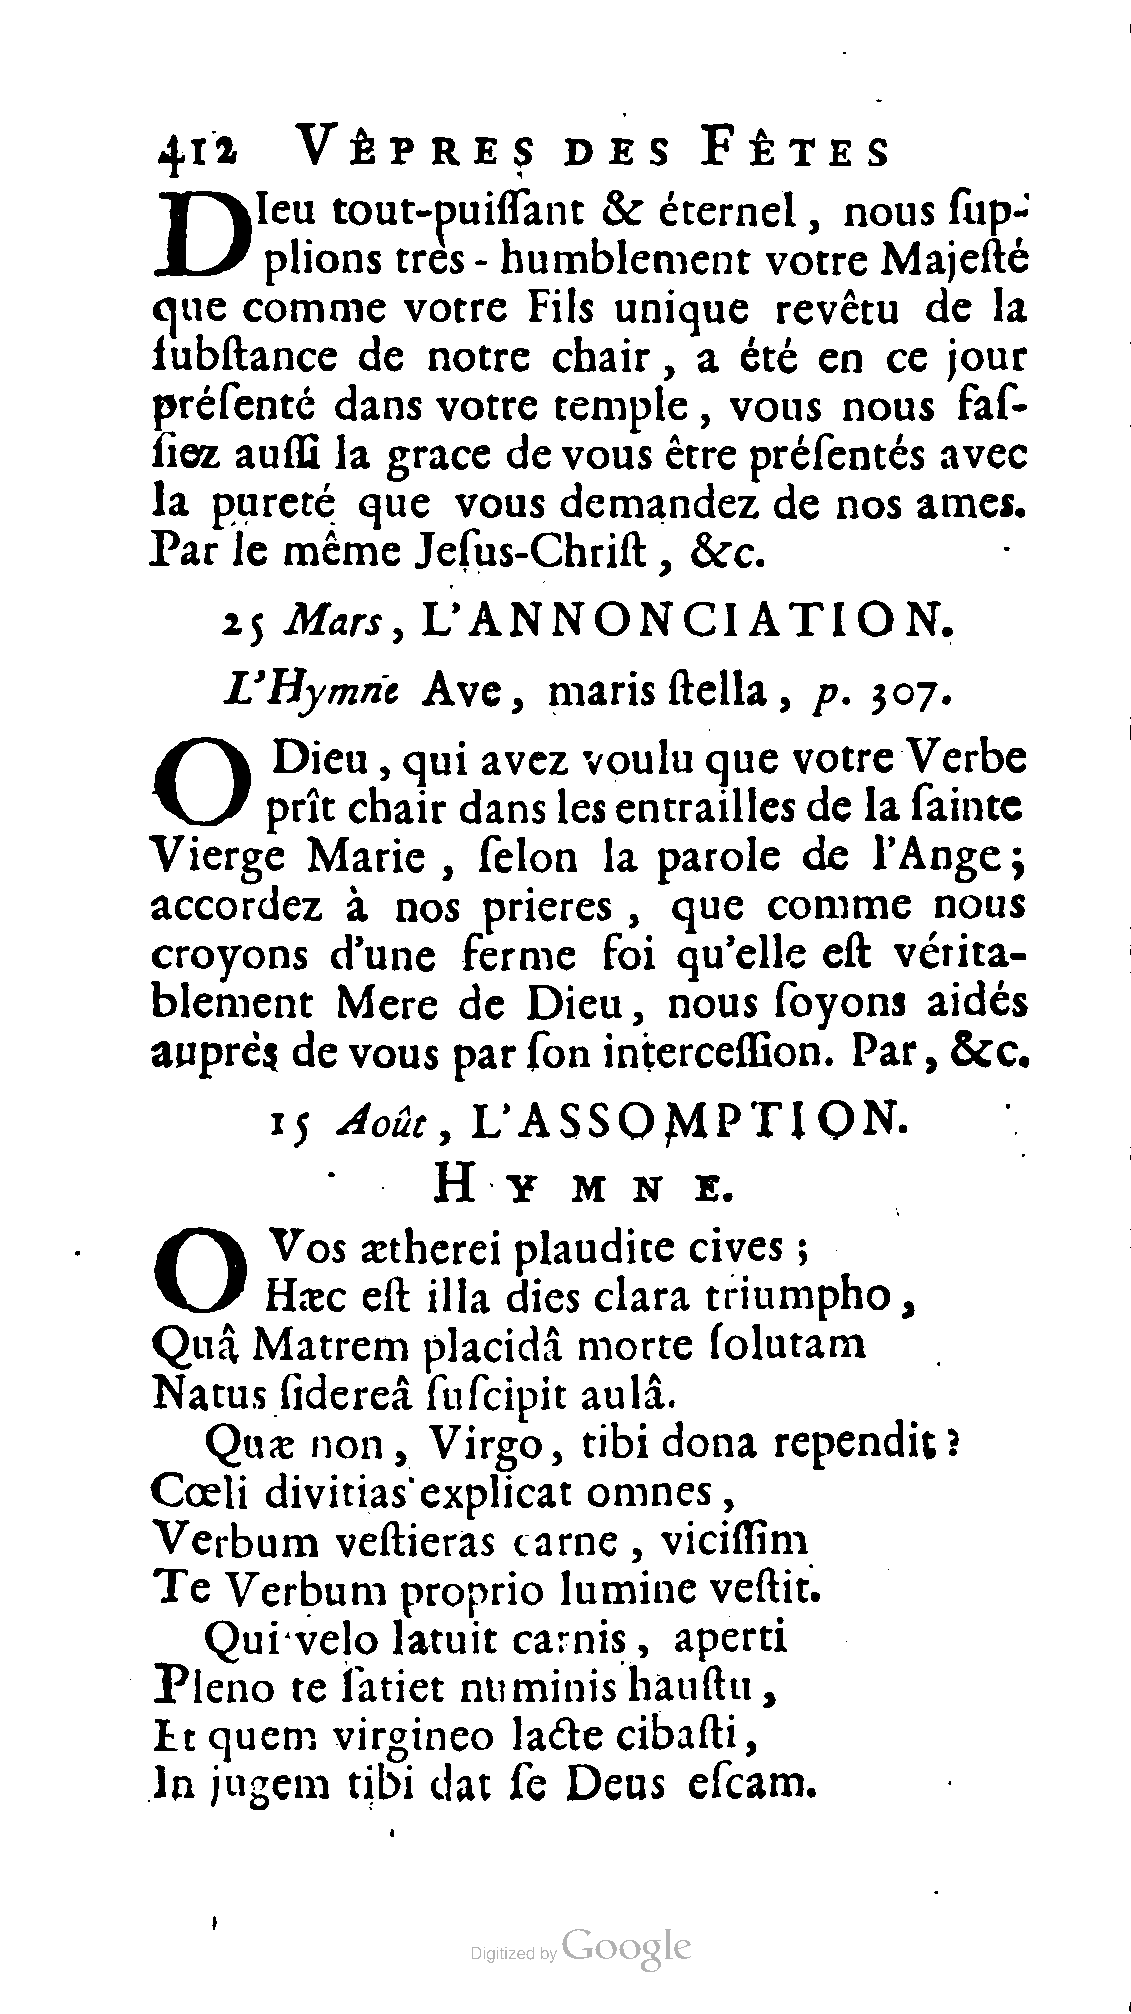 412 VÊPRES DES FÊTES
DIeu tout-puiſſant & éternel, nous ſup-
plions très-humblement votre Majeſté
que comme votre Fils unique revêtu de la
ſubſtance de notre chair, a été en ce jour
préſenté dans votre temple, vous nous faſ-
ſiez auſſi la grace de vous être préſentés avec
la pureté que vous demandez de nos ames.
Par le même Jeſus-Chriſt, &c.
25 Mars, L'ANNONCIATION.
L'Hymne Ave, maris ſtella, p. 307.
O Dieu, qui avez voulu que votre Verbe
prît chair dans les entrailles de la ſainte
Vierge Marie, ſelon la parole de l'Ange;
accordez à nos prieres, que comme nous
croyons d'une ferme foi qu'elle eſt vérita-
blement Mere de Dieu, nous ſoyons aidés
auprès de vous par ſon interceſſion. Par, &c.
15 Août, L'ASSOMPTION.
HYMNE.
O Vos ætherei plaudite cives;
Hæc eſt illa dies clara triumpho,
Quâ Matrem placidâ morte ſolutam
Natus ſidereâ ſuſcipit aulâ.
Quæ non, Virgo, tibi dona rependit?
Cœli divitias explicat omnes,
Verbum veſtieras carne, viciſſim
Te Verbum proprio lumine veſtit.
Qui velo latuit carnis, aperti
Pleno te ſatiet numinis hauſtu,
Et quem virgineo lacte cibaſti,
In jugem tibi dat ſe Deus eſcam.
Digitized by Google